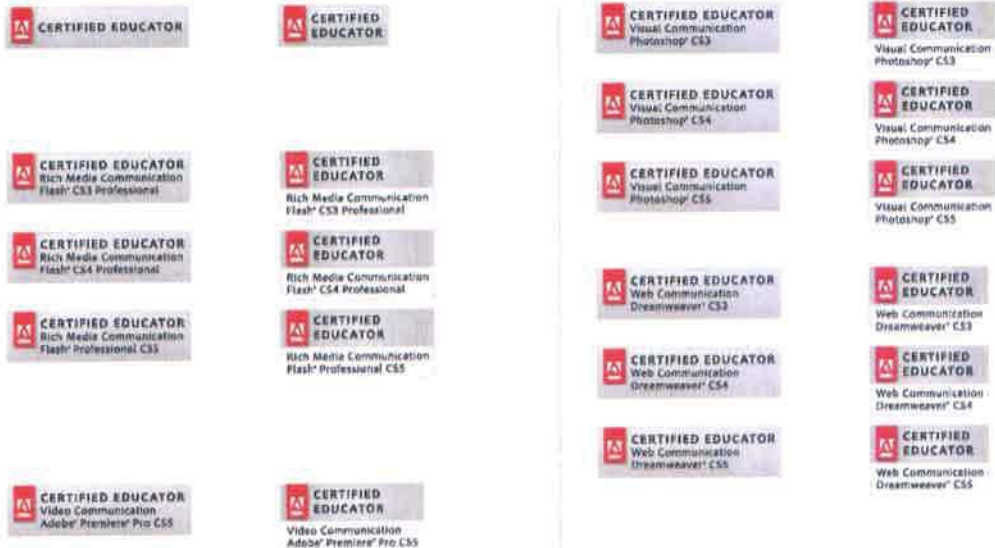 CERTIFIED EDUCATOR
CERTIFIED
EDUCATOR
CERTIFIED EDUCATOR
Rich Media Communication
Flash® CS3 Professional
CERTIFIED
EDUCATOR
Rich Media Communication
Flash® CS3 Professional
CERTIFIED EDUCATOR
Rich Media Communication
Flash® CS4 Professional
CERTIFIED
EDUCATOR
Rich Media Communication
Flash® CS4 Professional
CERTIFIED EDUCATOR
Rich Media Communication
Flash® Professional CS5
CERTIFIED
EDUCATOR
Rich Media Communication
Flash® Professional CS5
CERTIFIED EDUCATOR
Video Communication
Adobe® Premiere® Pro CS5
CERTIFIED
EDUCATOR
Video Communication
Adobe® Premiere® Pro CS5
CERTIFIED EDUCATOR
Visual Communication
Photoshop® CS3
CERTIFIED
EDUCATOR
Visual Communication
Photoshop® CS3
CERTIFIED EDUCATOR
Visual Communication
Photoshop® CS4
CERTIFIED
EDUCATOR
Visual Communication
Photoshop® CS4
CERTIFIED EDUCATOR
Visual Communication
Photoshop® CS5
CERTIFIED
EDUCATOR
Visual Communication
Photoshop® CS5
CERTIFIED EDUCATOR
Web Communication
Dreamweaver® CS3
CERTIFIED
EDUCATOR
Web Communication
Dreamweaver® CS3
CERTIFIED EDUCATOR
Web Communication
Dreamweaver® CS4
CERTIFIED
EDUCATOR
Web Communication
Dreamweaver® CS4
CERTIFIED EDUCATOR
Web Communication
Dreamweaver® CS5
CERTIFIED
EDUCATOR
Web Communication
Dreamweaver® CS5